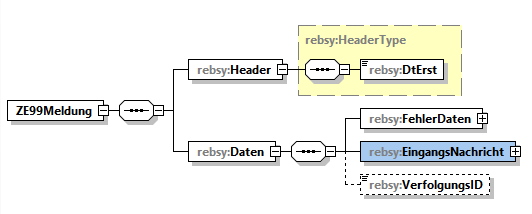 rebsy:HeaderType
rebsy:Header
rebsy:DtErst
ZE99Meldung
rebsy:FehlerDaten
rebsy:Daten
rebsy:EingangsNachricht
rebsy:VerfolgungsID